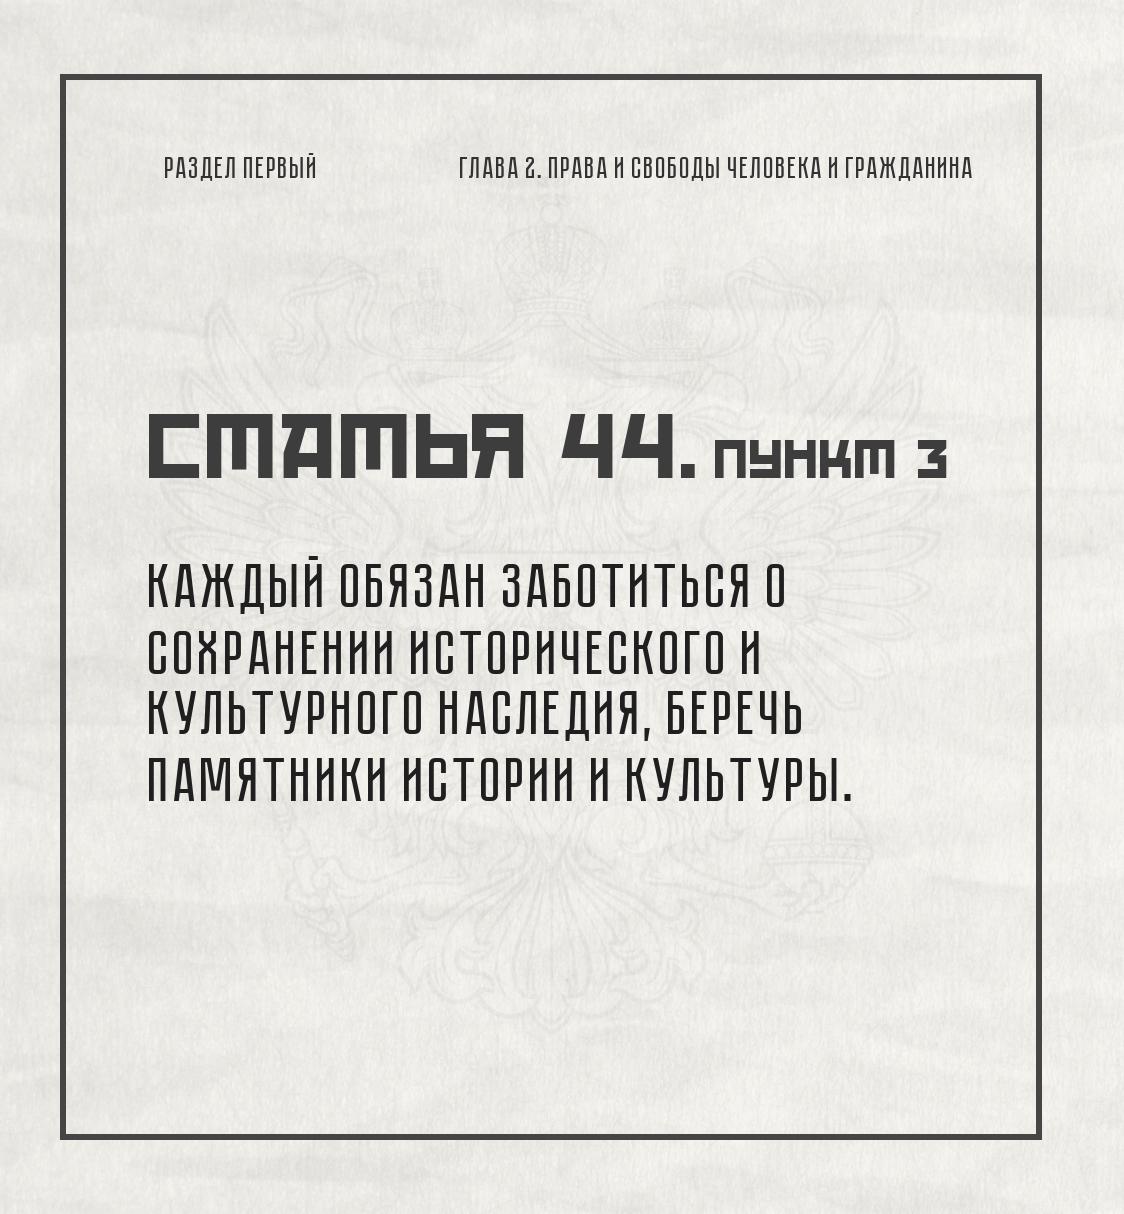 РАЗДЕЛ ПЕРВЫЙ ГЛАВА 2. ПРАВА И СВОБОДЫ ЧЕЛОВЕКА И ГРАЖДАНИНА
СТАТЬЯ 44. ПУНКТ 3
КАЖДЫЙ ОБЯЗАН ЗАБОТИТЬСЯ О
СОХРАНЕНИИ ИСТОРИЧЕСКОГО И
КУЛЬТУРНОГО НАСЛЕДИЯ, БЕРЕЧЬ
ПАМЯТНИКИ ИСТОРИИ И КУЛЬТУРЫ.